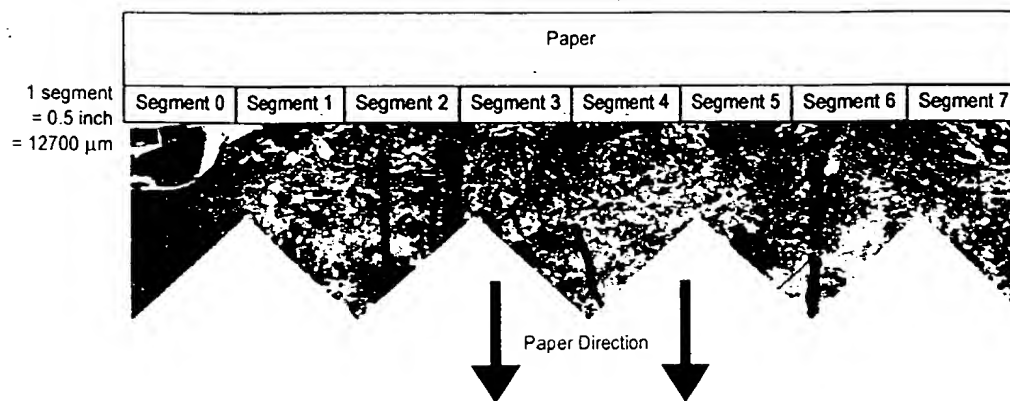 Paper
1 segment
= 0.5 inch
= 12700 μm
Segment 0 Segment 1 Segment 2 Segment 3 Segment 4 Segment 5 Segment 6 Segment 7
Paper Direction